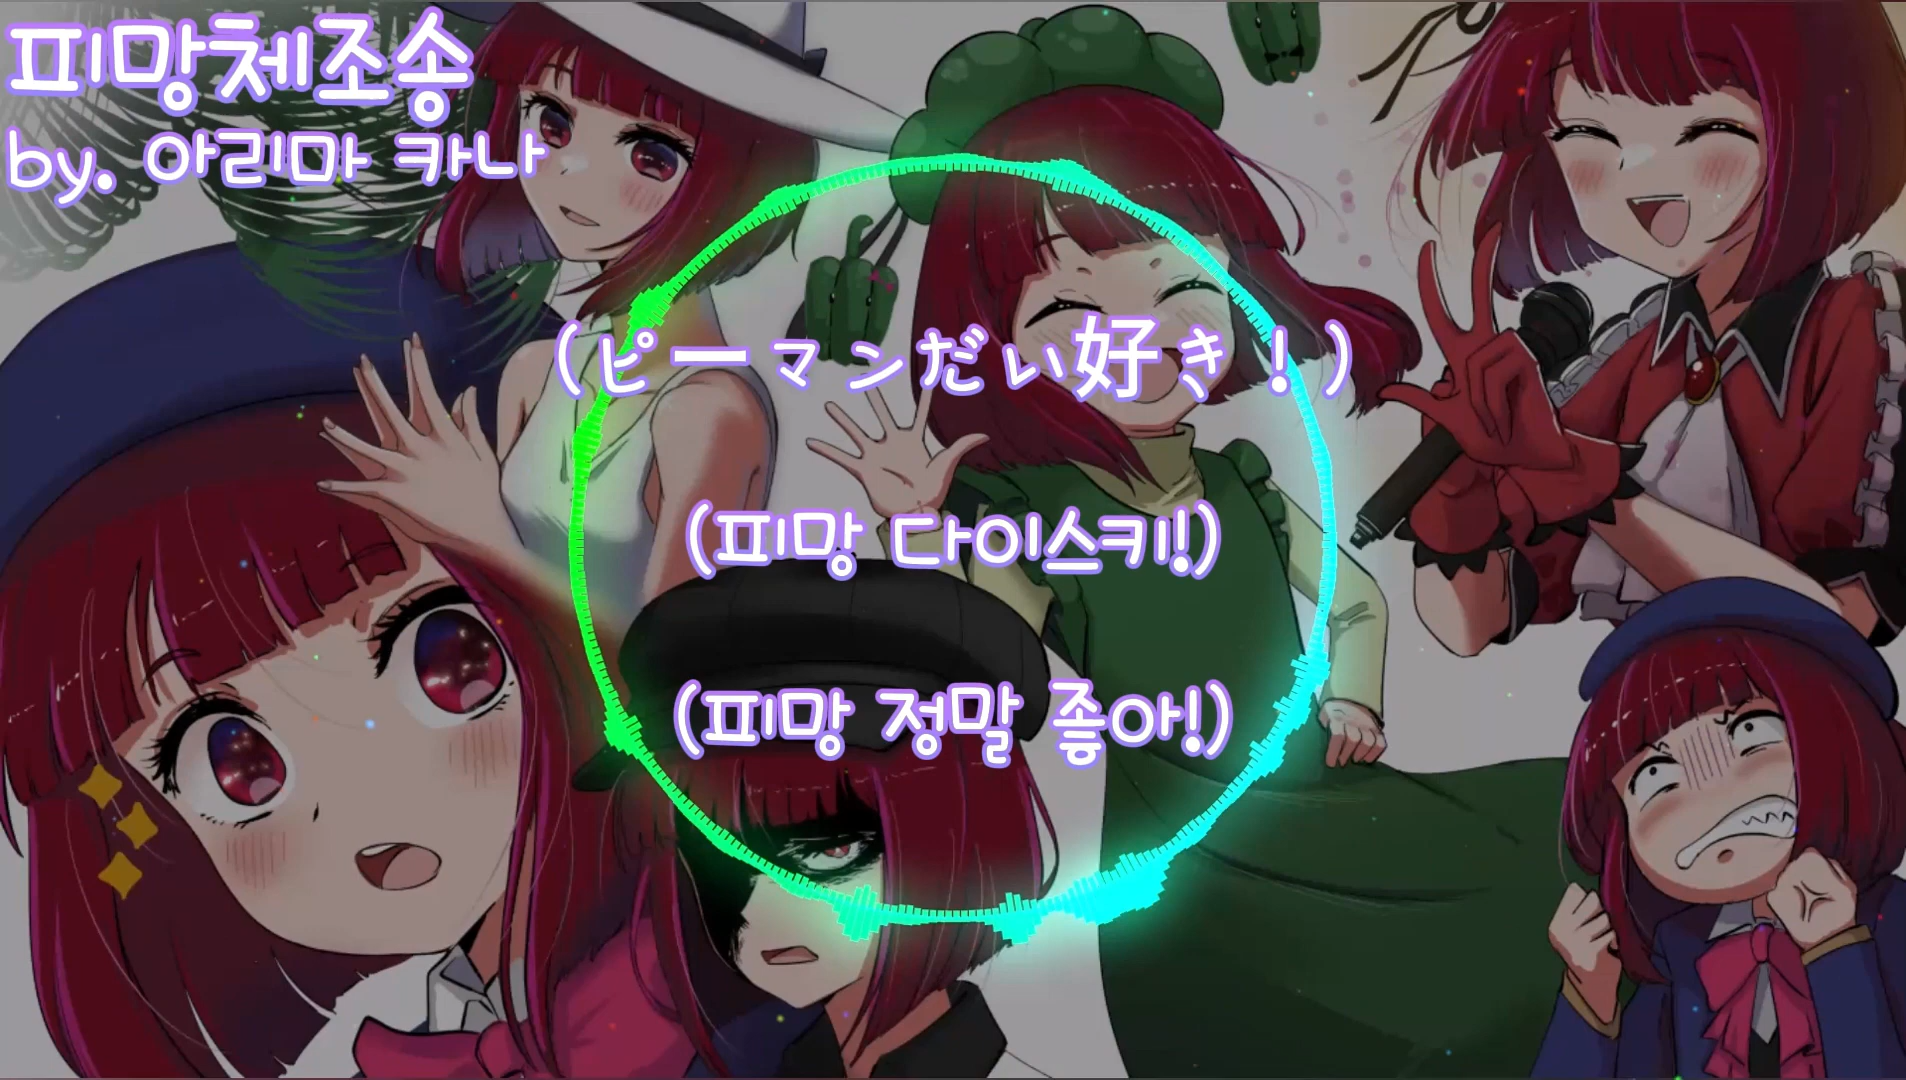 피망체조송
by. 아리마 카나
(ピーマンだい好き！)
(피망 다이스키!)
(피망 정말 좋아!)